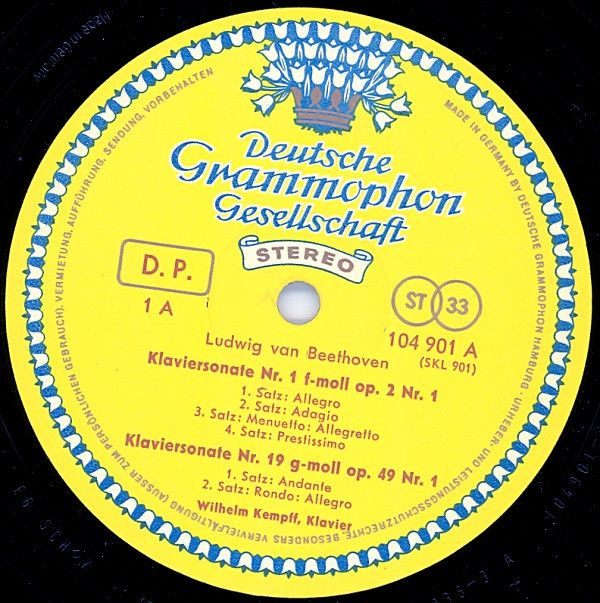 Deutsche
Grammophon
Gesellschaft
STEREO
D. P.
1 A
ST 33
104 901 A
(SKL 901)
Ludwig van Beethoven
Klaviersonate Nr. 1 f-moll op. 2 Nr. 1
1. Satz: Allegro
2. Satz: Adagio
3. Satz: Menuetto: Allegretto
4. Satz: Prestissimo
Klaviersonate Nr. 19 g-moll op. 49 Nr. 1
1. Satz: Andante
2. Satz: Rondo: Allegro
Wilhelm Kempff, Klavier
MADE IN GERMANY BY DEUTSCHE GRAMMOPHON HAMBURG · URHEBER- UND LEISTUNGSSCHUTZRECHTE, BESONDERS VERVIELFÄLTIGUNG (AUSSER ZUM PERSÖNLICHEN GEBRAUCH), VERMIETUNG, AUFFÜHRUNG, SENDUNG, VORBEHALTEN